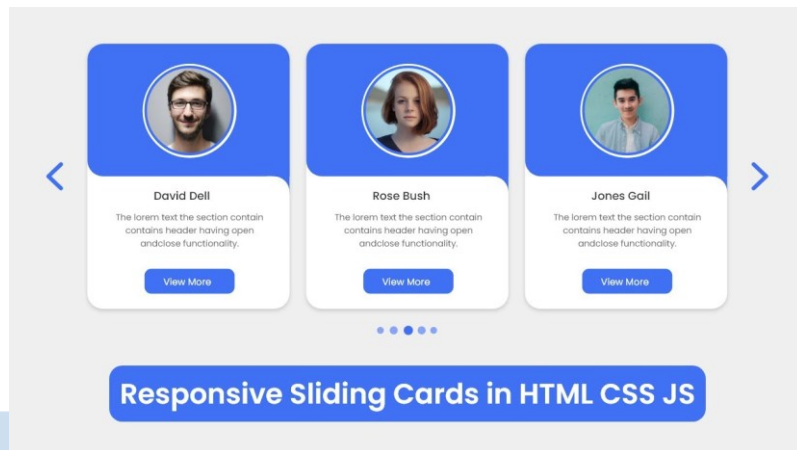 David Dell
The lorem text the section contain
contains header having open
andclose functionality.
View More
Rose Bush
The lorem text the section contain
contains header having open
andclose functionality.
View More
Jones Gail
The lorem text the section contain
contains header having open
andclose functionality.
View More
Responsive Sliding Cards in HTML CSS JS